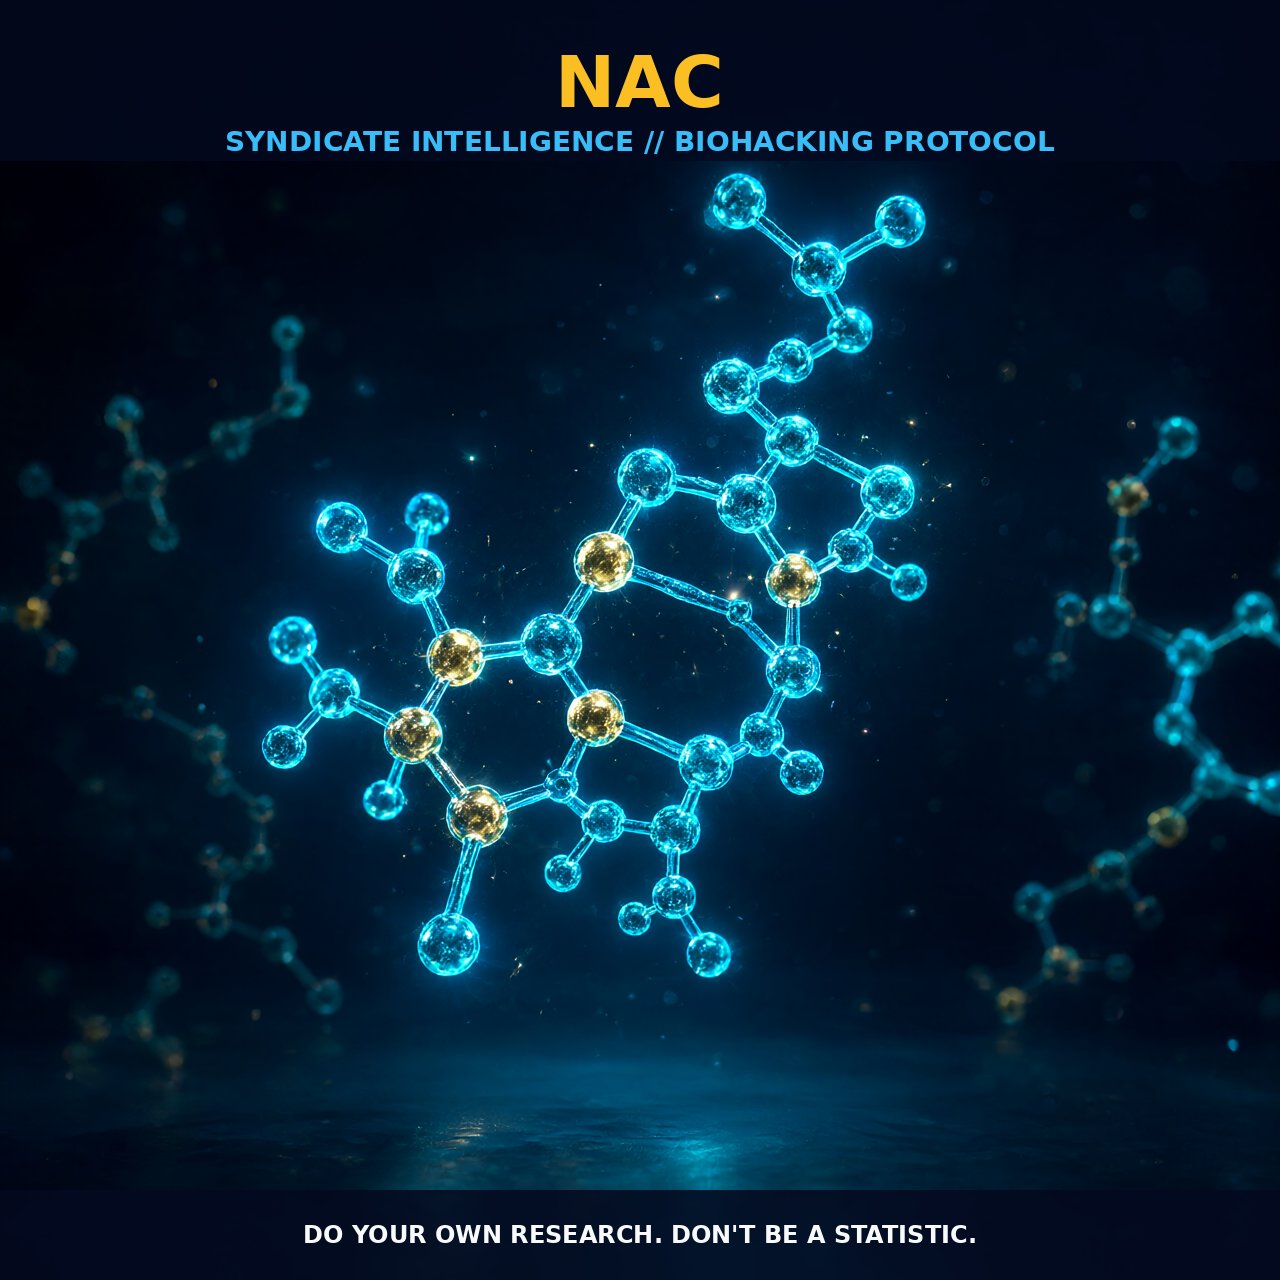 NAC
SYNDICATE INTELLIGENCE // BIOHACKING PROTOCOL
DO YOUR OWN RESEARCH. DON'T BE A STATISTIC.